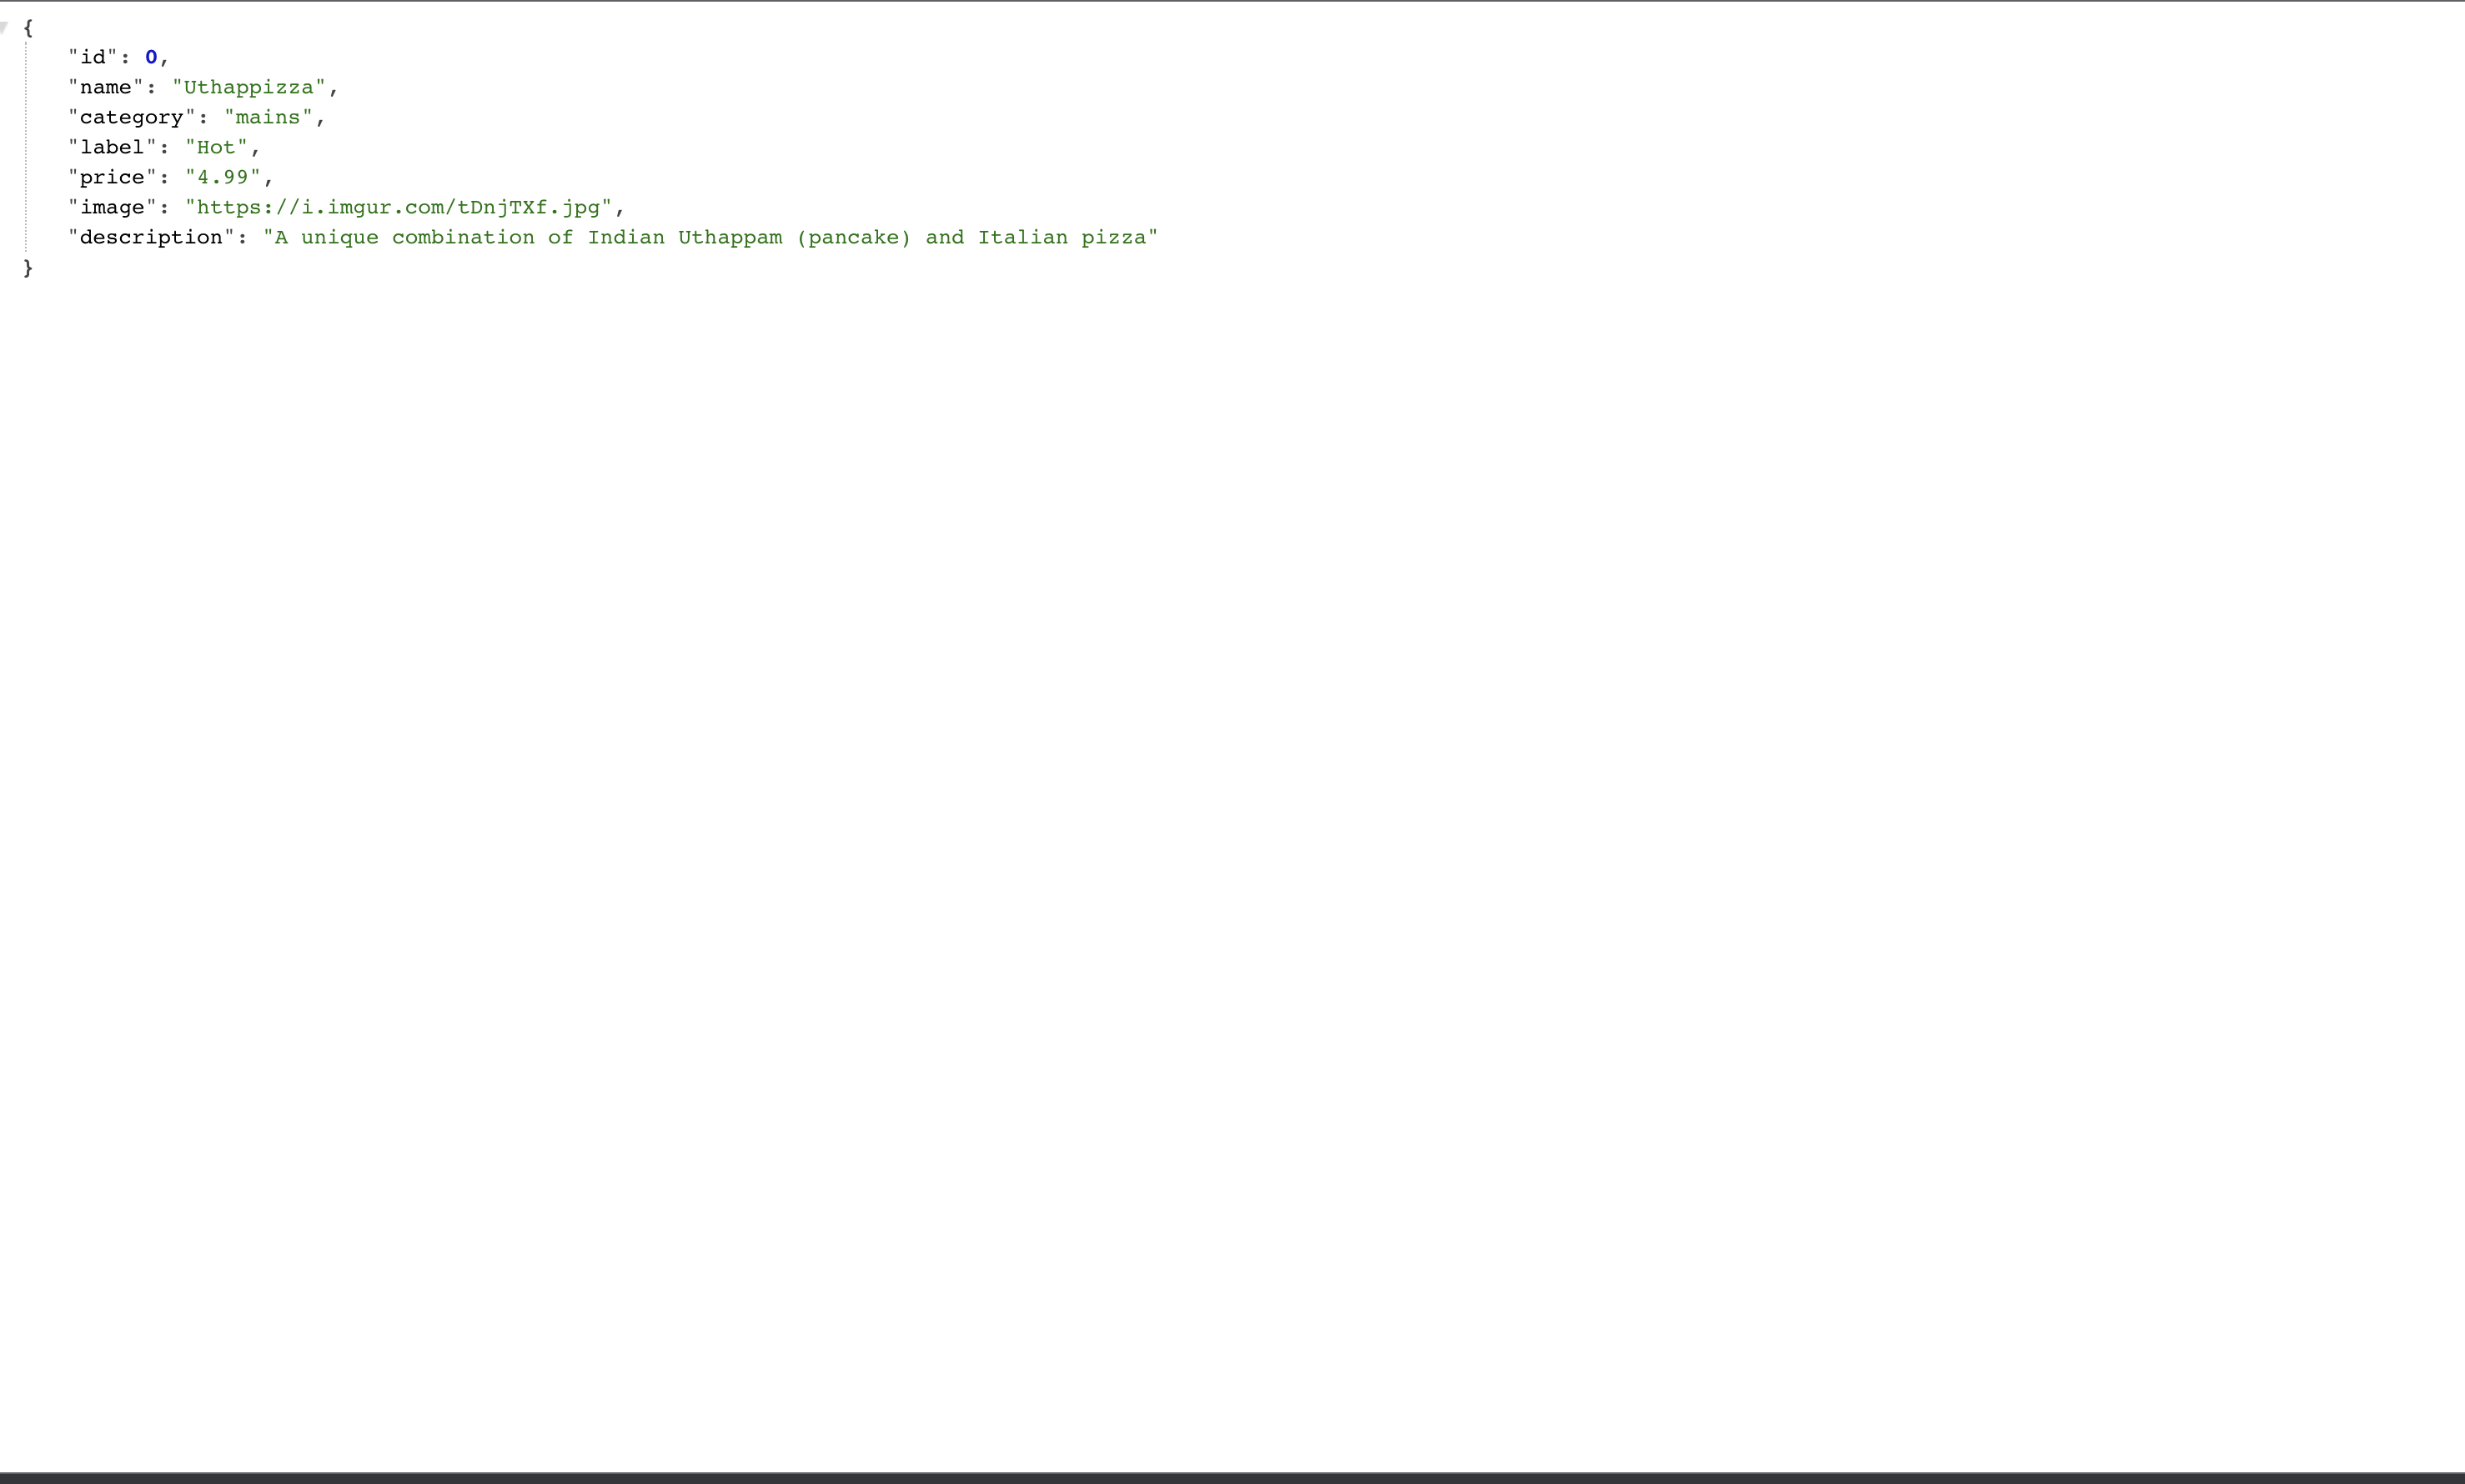 {
"id": 0,
"name": "Uthappizza",
"category": "mains",
"label": "Hot",
"price": "4.99",
"image": "https://i.imgur.com/tDnjTXf.jpg",
"description": "A unique combination of Indian Uthappam (pancake) and Italian pizza"
}